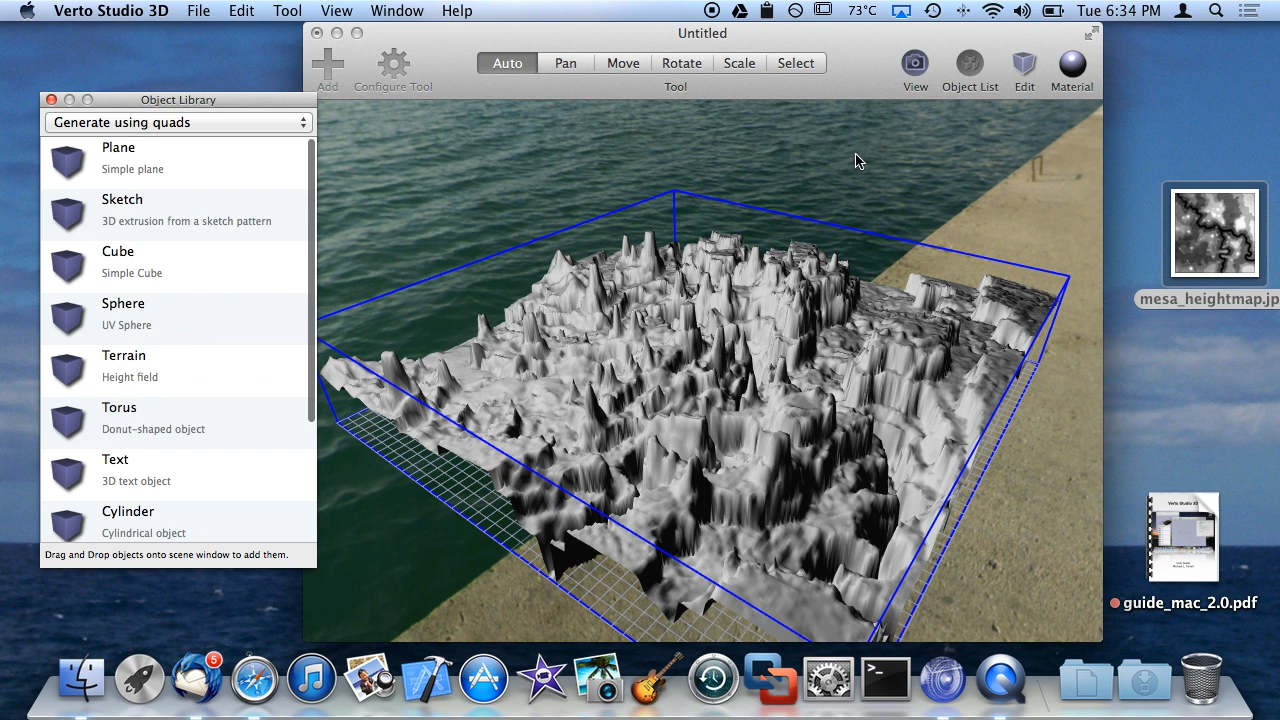 Verto Studio 3D File Edit Tool View Window Help 73°C Tue 6:34 PM
Untitled
Auto Pan Move Rotate Scale Select
Add Configure Tool Tool View Object List Edit Material
Object Library
Generate using quads
Plane
Simple plane
Sketch
3D extrusion from a sketch pattern
Cube
Simple Cube
Sphere
UV Sphere
Terrain
Height field
Torus
Donut-shaped object
Text
3D text object
Cylinder
Cylindrical object
Drag and Drop objects onto scene window to add them.
mesa_heightmap.jp
Verto Studio 3D
guide_mac_2.0.pdf
5